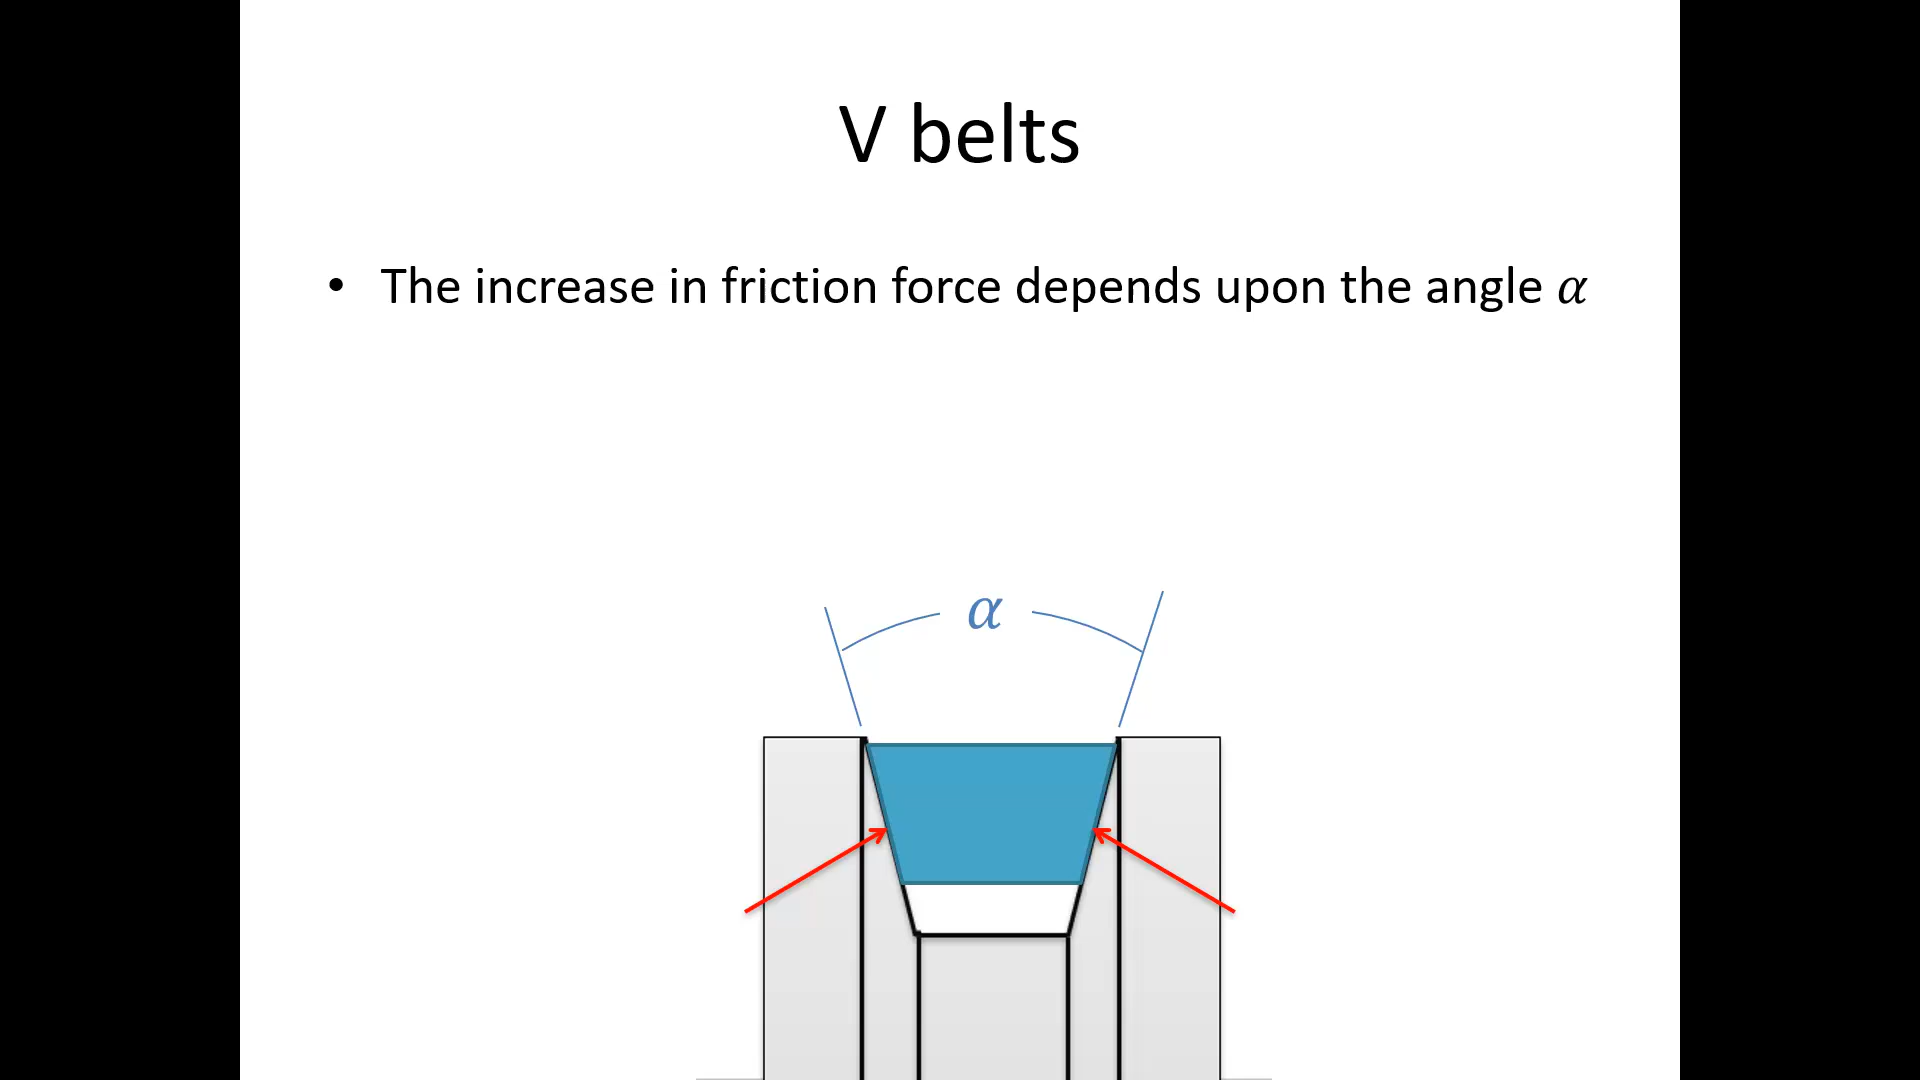 V belts
• The increase in friction force depends upon the angle 𝛼
𝛼